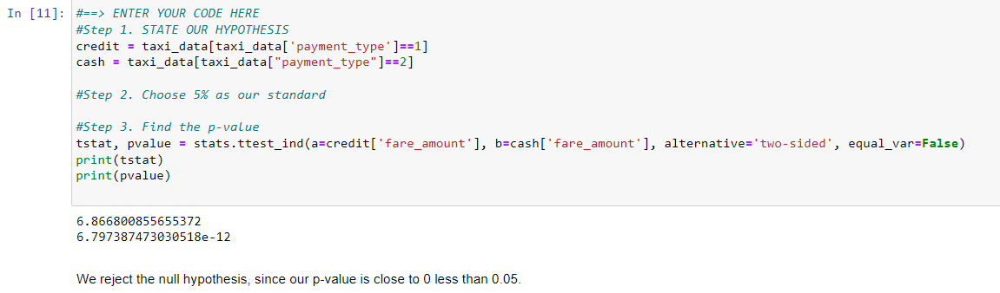 In [11]: #==> ENTER YOUR CODE HERE
#Step 1. STATE OUR HYPOTHESIS
credit = taxi_data[taxi_data['payment_type']==1]
cash = taxi_data[taxi_data["payment_type"]==2]
#Step 2. Choose 5% as our standard
#Step 3. Find the p-value
tstat, pvalue = stats.ttest_ind(a=credit['fare_amount'], b=cash['fare_amount'], alternative='two-sided', equal_var=False)
print(tstat)
print(pvalue)
6.866800855655372
6.797387473030518e-12
We reject the null hypothesis, since our p-value is close to 0 less than 0.05.